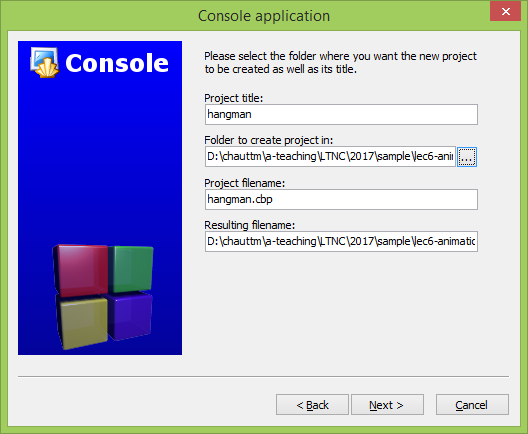 Console application
Console
Please select the folder where you want the new project
to be created as well as its title.
Project title:
hangman
Folder to create project in:
D:\chauttm\a-teaching\LTNC\2017\sample\lec6-ani
...
Project filename:
hangman.cbp
Resulting filename:
D:\chauttm\a-teaching\LTNC\2017\sample\lec6-animatic
< Back
Next >
Cancel